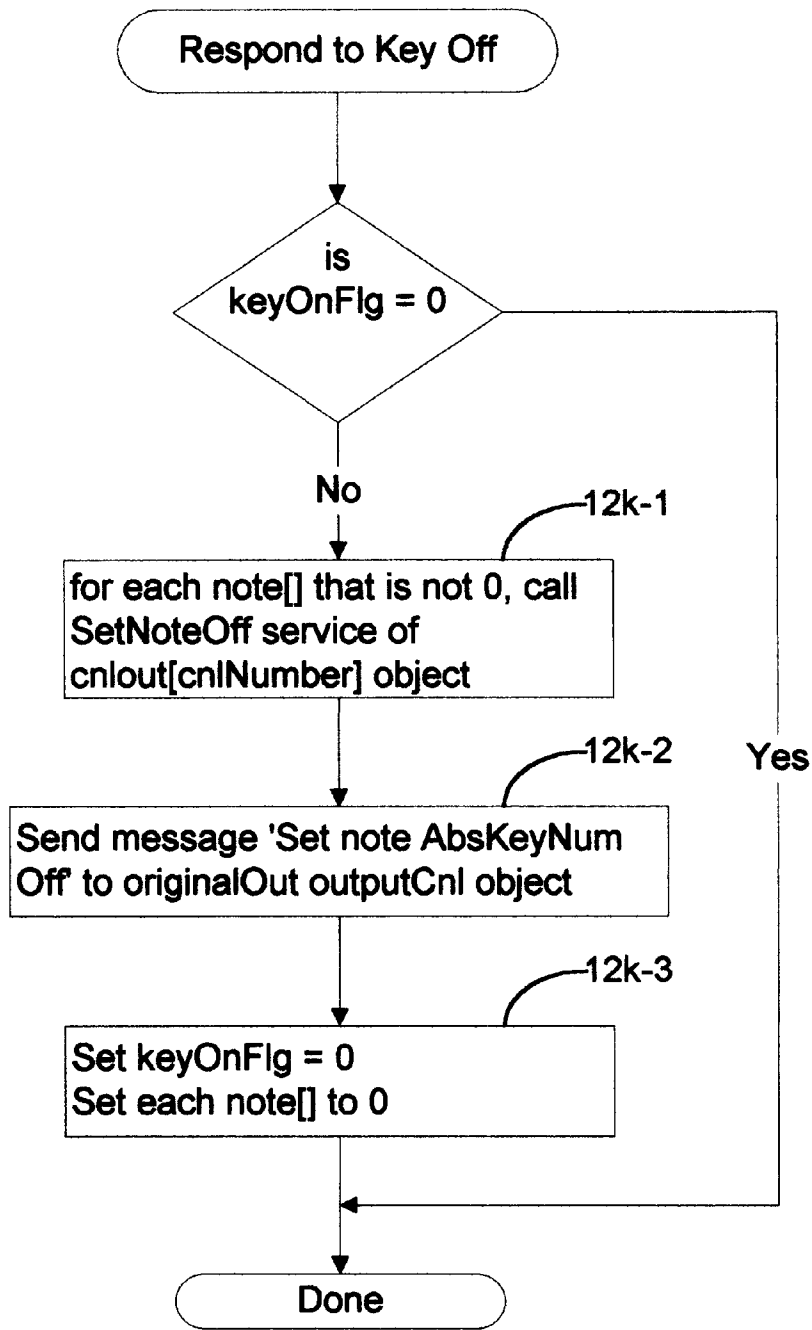 Respond to Key Off
is
keyOnFlg = 0
No
12k-1
for each note[] that is not 0, call
SetNoteOff service of
cnlout[cnlNumber] object
12k-2
Yes
Send message 'Set note AbsKeyNum
Off' to originalOut outputCnl object
12k-3
Set keyOnFlg = 0
Set each note[] to 0
Done